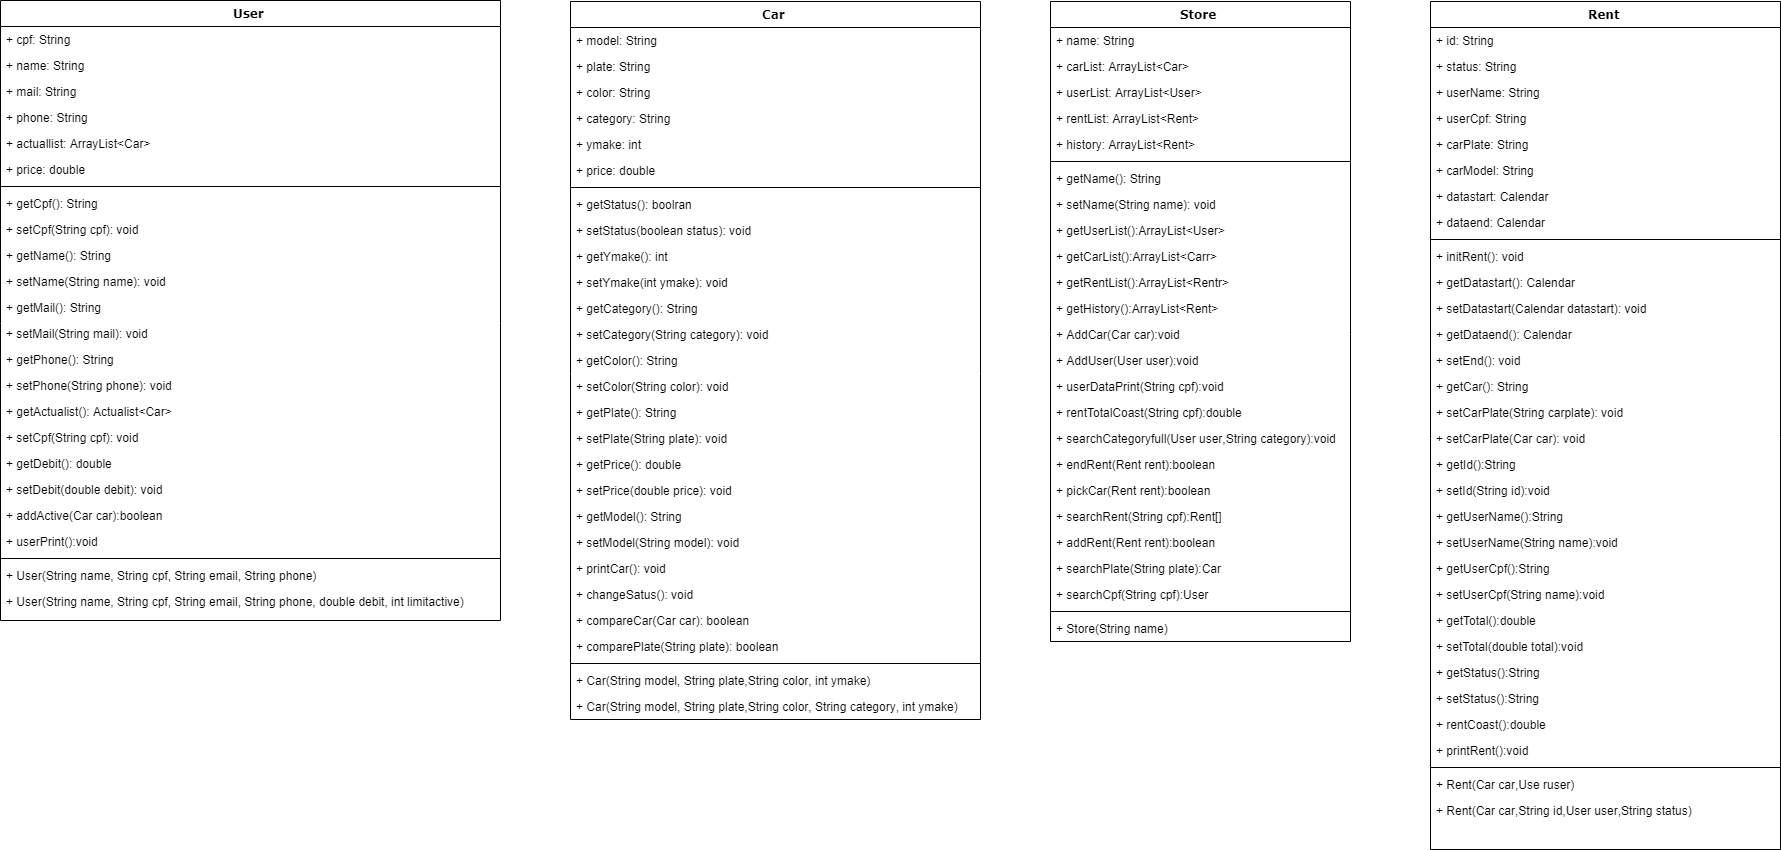 User
+ cpf: String
+ name: String
+ mail: String
+ phone: String
+ actuallist: ArrayList<Car>
+ price: double
+ getCpf(): String
+ setCpf(String cpf): void
+ getName(): String
+ setName(String name): void
+ getMail(): String
+ setMail(String mail): void
+ getPhone(): String
+ setPhone(String phone): void
+ getActualist(): Actualist<Car>
+ setCpf(String cpf): void
+ getDebit(): double
+ setDebit(double debit): void
+ addActive(Car car):boolean
+ userPrint():void
+ User(String name, String cpf, String email, String phone)
+ User(String name, String cpf, String email, String phone, double debit, int limitactive)
Car
+ model: String
+ plate: String
+ color: String
+ category: String
+ ymake: int
+ price: double
+ getStatus(): boolran
+ setStatus(boolean status): void
+ getYmake(): int
+ setYmake(int ymake): void
+ getCategory(): String
+ setCategory(String category): void
+ getColor(): String
+ setColor(String color): void
+ getPlate(): String
+ setPlate(String plate): void
+ getPrice(): double
+ setPrice(double price): void
+ getModel(): String
+ setModel(String model): void
+ printCar(): void
+ changeSatus(): void
+ compareCar(Car car): boolean
+ comparePlate(String plate): boolean
+ Car(String model, String plate,String color, int ymake)
+ Car(String model, String plate,String color, String category, int ymake)
Store
+ name: String
+ carList: ArrayList<Car>
+ userList: ArrayList<User>
+ rentList: ArrayList<Rent>
+ history: ArrayList<Rent>
+ getName(): String
+ setName(String name): void
+ getUserList():ArrayList<User>
+ getCarList():ArrayList<Carr>
+ getRentList():ArrayList<Rentr>
+ getHistory():ArrayList<Rent>
+ AddCar(Car car):void
+ AddUser(User user):void
+ userDataPrint(String cpf):void
+ rentTotalCoast(String cpf):double
+ searchCategoryfull(User user,String category):void
+ endRent(Rent rent):boolean
+ pickCar(Rent rent):boolean
+ searchRent(String cpf):Rent[]
+ addRent(Rent rent):boolean
+ searchPlate(String plate):Car
+ searchCpf(String cpf):User
+ Store(String name)
Rent
+ id: String
+ status: String
+ userName: String
+ userCpf: String
+ carPlate: String
+ carModel: String
+ datastart: Calendar
+ dataend: Calendar
+ initRent(): void
+ getDatastart(): Calendar
+ setDatastart(Calendar datastart): void
+ getDataend(): Calendar
+ setEnd(): void
+ getCar(): String
+ setCarPlate(String carplate): void
+ setCarPlate(Car car): void
+ getId():String
+ setId(String id):void
+ getUserName():String
+ setUserName(String name):void
+ getUserCpf():String
+ setUserCpf(String name):void
+ getTotal():double
+ setTotal(double total):void
+ getStatus():String
+ setStatus():String
+ rentCoast():double
+ printRent():void
+ Rent(Car car,Use ruser)
+ Rent(Car car,String id,User user,String status)